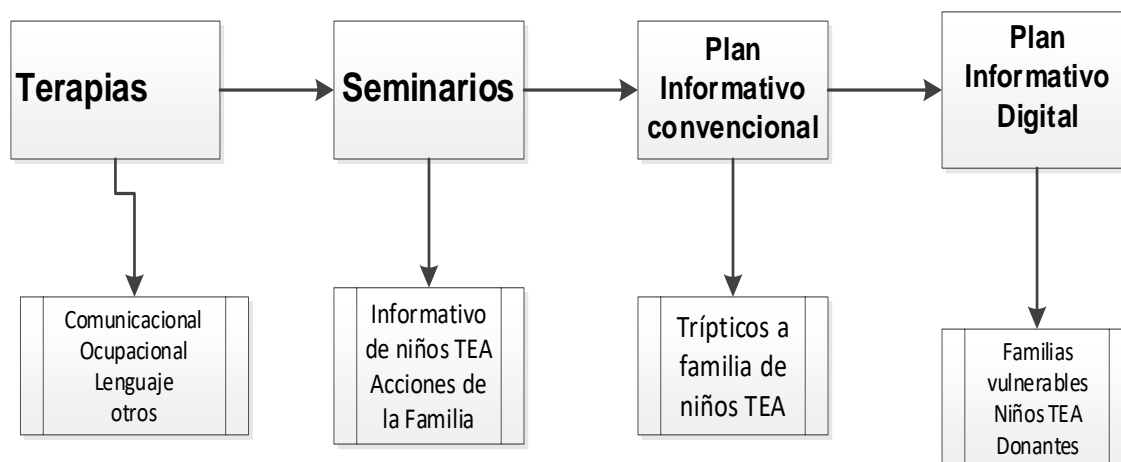 Terapias
Seminarios
Plan
Informativo
convencional
Plan
Informativo
Digital
Comunicacional
Ocupacional
Lenguaje
otros
Informativo
de niños TEA
Acciones de
la Familia
Trípticos a
familia de
niños TEA
Familias
vulnerables
Niños TEA
Donantes